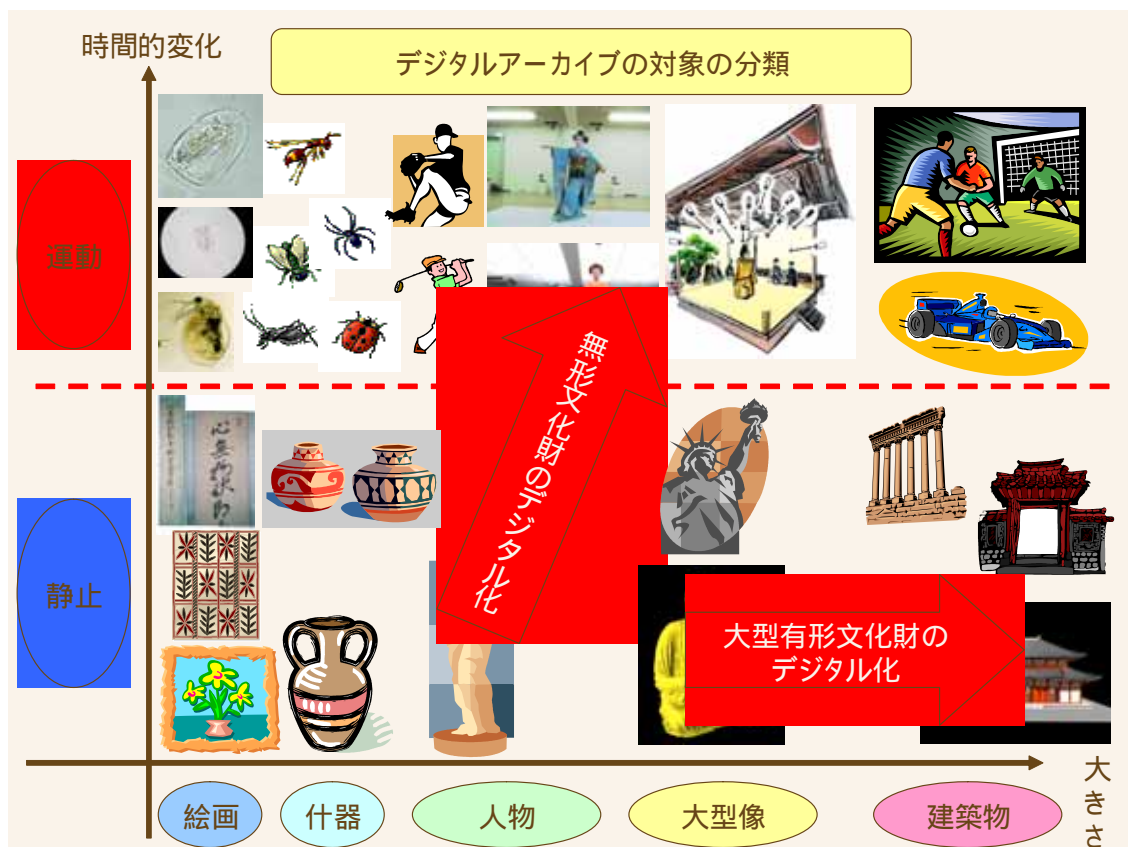 時間的変化
デジタルアーカイブの対象の分類
運動
無形文化財のデジタル化
静止
大型有形文化財の
デジタル化
大きさ
絵画
什器
人物
大型像
建築物